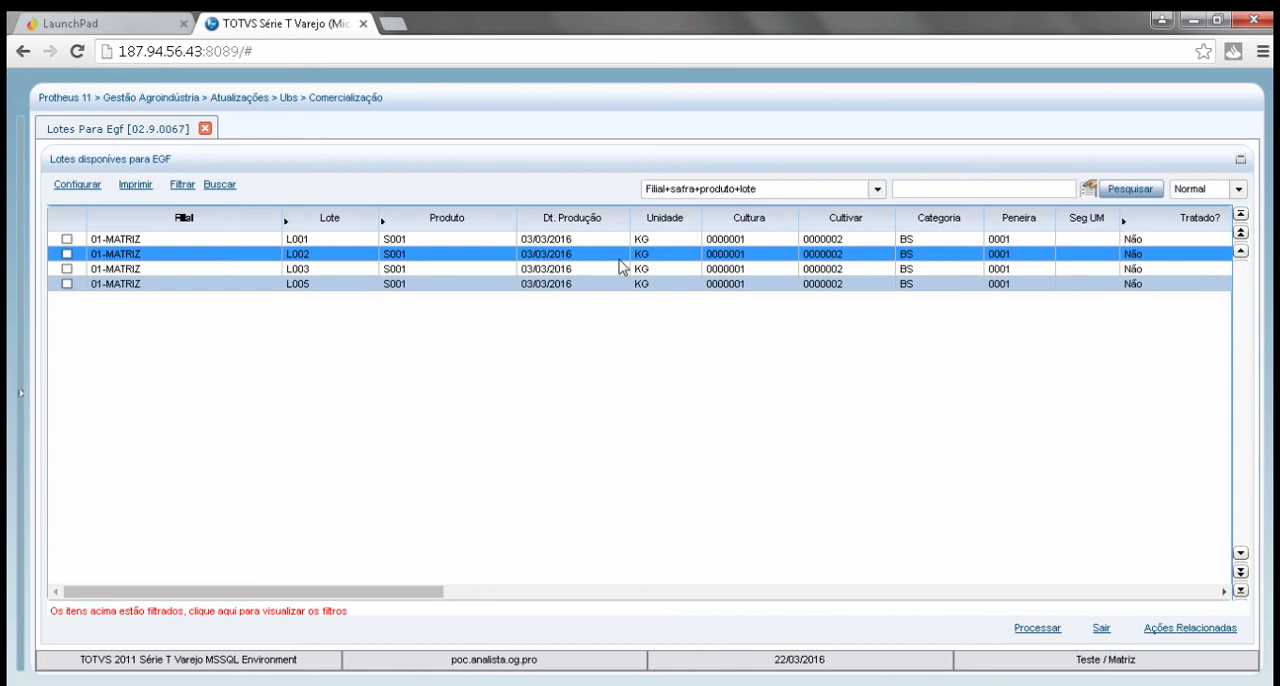 LaunchPad
TOTVS Série T Varejo (Mic
187.94.56.43:8089/#
Protheus 11 > Gestão Agroindústria > Atualizações > Ubs > Comercialização
Lotes Para Egf [02.9.0067]
Lotes disponíves para EGF
Configurar Imprimir Filtrar Buscar Filial+safra+produto+lote Pesquisar Normal
Filial Lote Produto Dt. Produção Unidade Cultura Cultivar Categoria Peneira Seg UM Tratado?
01-MATRIZ L001 S001 03/03/2016 KG 0000001 0000002 BS 0001 Não
01-MATRIZ L002 S001 03/03/2016 KG 0000001 0000002 BS 0001 Não
01-MATRIZ L003 S001 03/03/2016 KG 0000001 0000002 BS 0001 Não
01-MATRIZ L005 S001 03/03/2016 KG 0000001 0000002 BS 0001 Não
Os itens acima estão filtrados, clique aqui para visualizar os filtros
Processar Sair Ações Relacionadas
TOTVS 2011 Série T Varejo MSSQL Environment poc.analista.og.pro 22/03/2016 Teste / Matriz